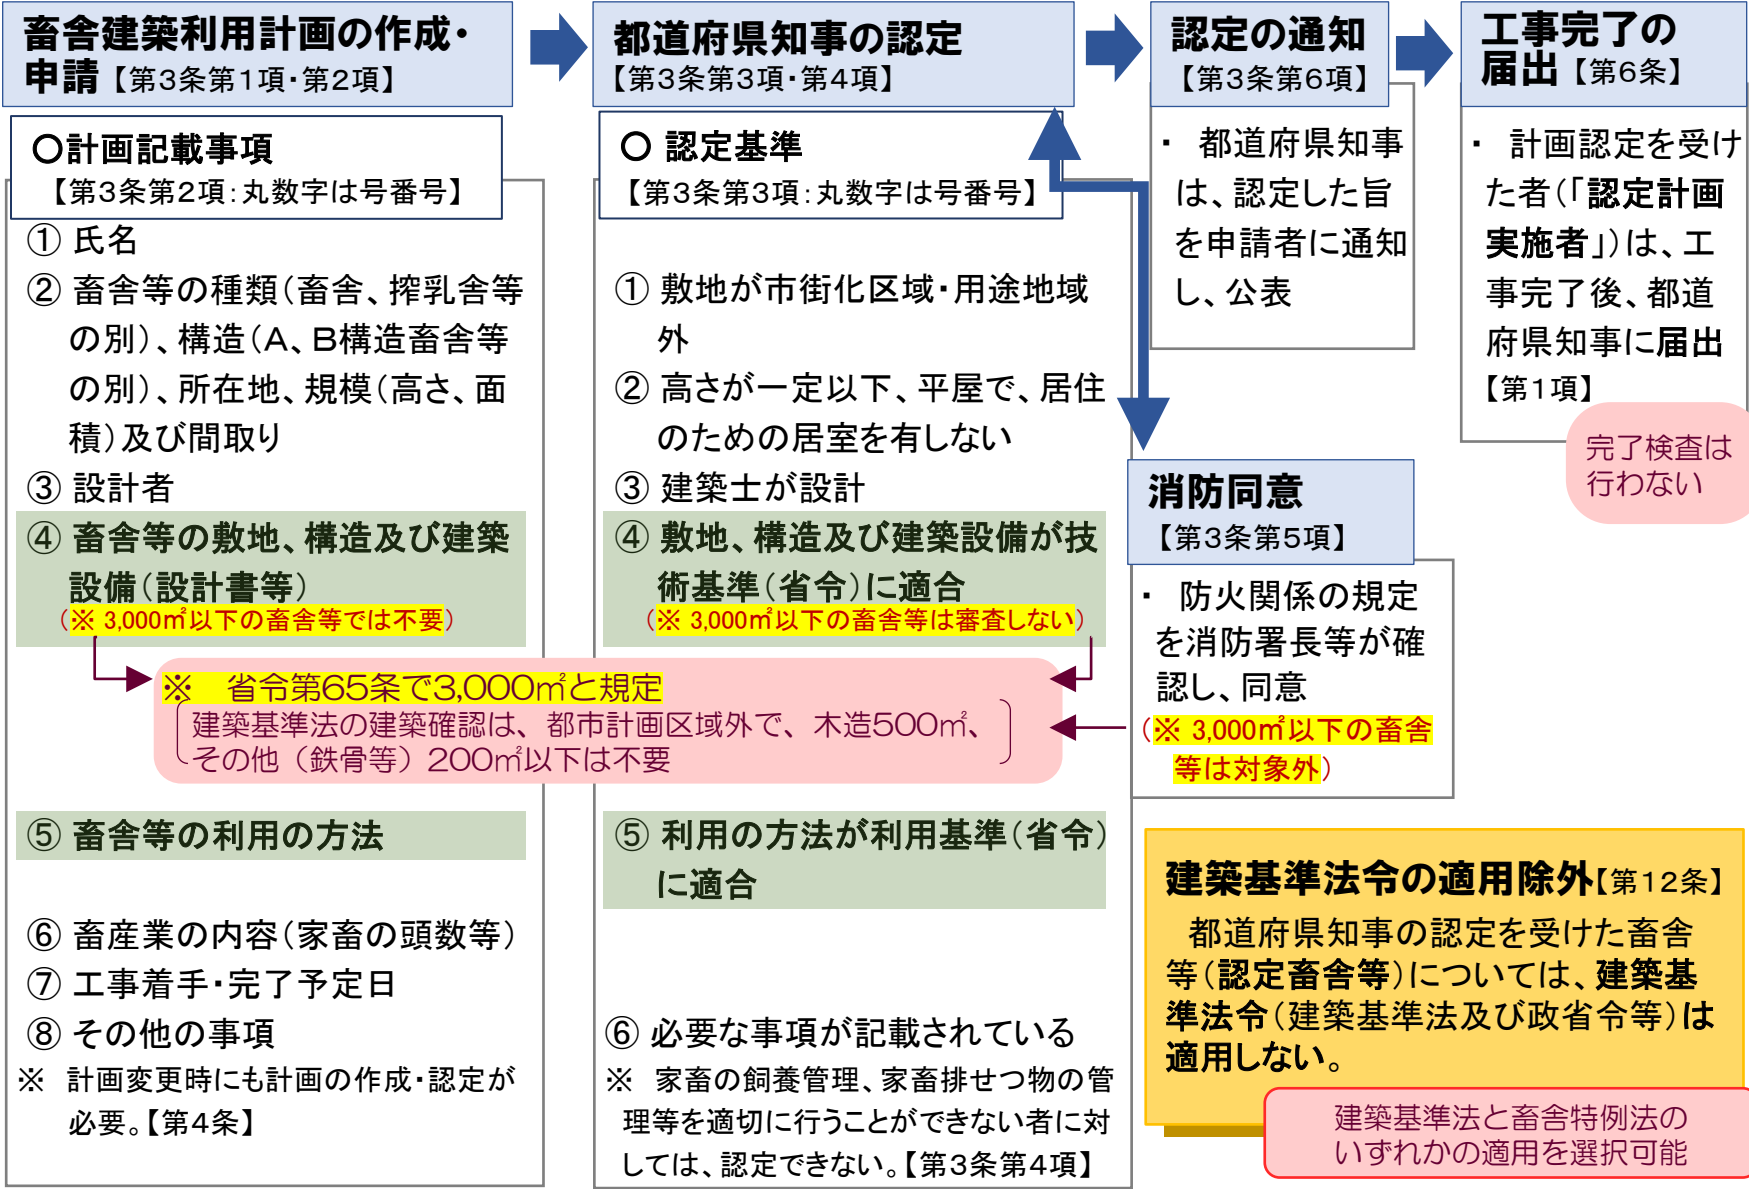 畜舎建築利用計画の作成・
申請【第3条第1項・第2項】
〇計画記載事項
【第3条第2項:丸数字は号番号】
① 氏名
② 畜舎等の種類(畜舎、搾乳舎等
の別)、構造(A、B構造畜舎等
の別)、所在地、規模(高さ、面
積)及び間取り
③ 設計者
④ 畜舎等の敷地、構造及び建築
設備(設計書等)
(※ 3,000㎡以下の畜舎等では不要)
⑤ 畜舎等の利用の方法
⑥ 畜産業の内容(家畜の頭数等)
⑦ 工事着手・完了予定日
⑧ その他の事項
※ 計画変更時にも計画の作成・認定が
必要。【第4条】
都道府県知事の認定
【第3条第3項・第4項】
〇 認定基準
【第3条第3項:丸数字は号番号】
① 敷地が市街化区域・用途地域
外
② 高さが一定以下、平屋で、居住
のための居室を有しない
③ 建築士が設計
④ 敷地、構造及び建築設備が技
術基準(省令)に適合
(※ 3,000㎡以下の畜舎等は審査しない)
※ 省令第65条で3,000㎡と規定
建築基準法の建築確認は、都市計画区域外で、木造500㎡、
その他(鉄骨等)200㎡以下は不要
⑤ 利用の方法が利用基準(省令)
に適合
⑥ 必要な事項が記載されている
※ 家畜の飼養管理、家畜排せつ物の管
理等を適切に行うことができない者に対
しては、認定できない。【第3条第4項】
認定の通知
【第3条第6項】
・ 都道府県知事
は、認定した旨
を申請者に通知
し、公表
消防同意
【第3条第5項】
・ 防火関係の規定
を消防署長等が確
認し、同意
(※ 3,000㎡以下の畜舎
等は対象外)
工事完了の
届出【第6条】
・ 計画認定を受け
た者(「認定計画
実施者」)は、工
事完了後、都道
府県知事に届出
【第1項】
完了検査は
行わない
建築基準法令の適用除外【第12条】
都道府県知事の認定を受けた畜舎
等(認定畜舎等)については、建築基
準法令(建築基準法及び政省令等)は
適用しない。
建築基準法と畜舎特例法の
いずれかの適用を選択可能